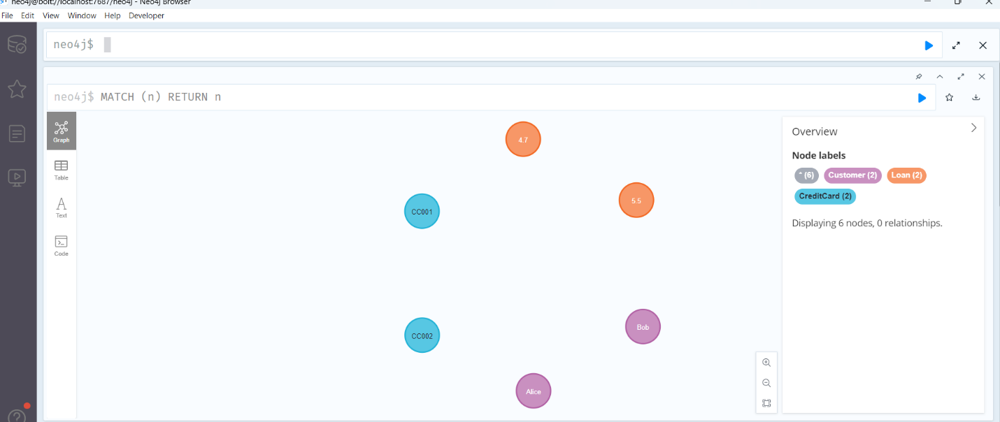 neo4j@bolt://localhost:7687/neo4j - Neo4j Browser
File Edit View Window Help Developer
neo4j$
neo4j$ MATCH (n) RETURN n
Graph
Table
Text
Code
4.7
5.5
CC001
CC002
Bob
Alice
Overview
Node labels
* (6) Customer (2) Loan (2)
CreditCard (2)
Displaying 6 nodes, 0 relationships.